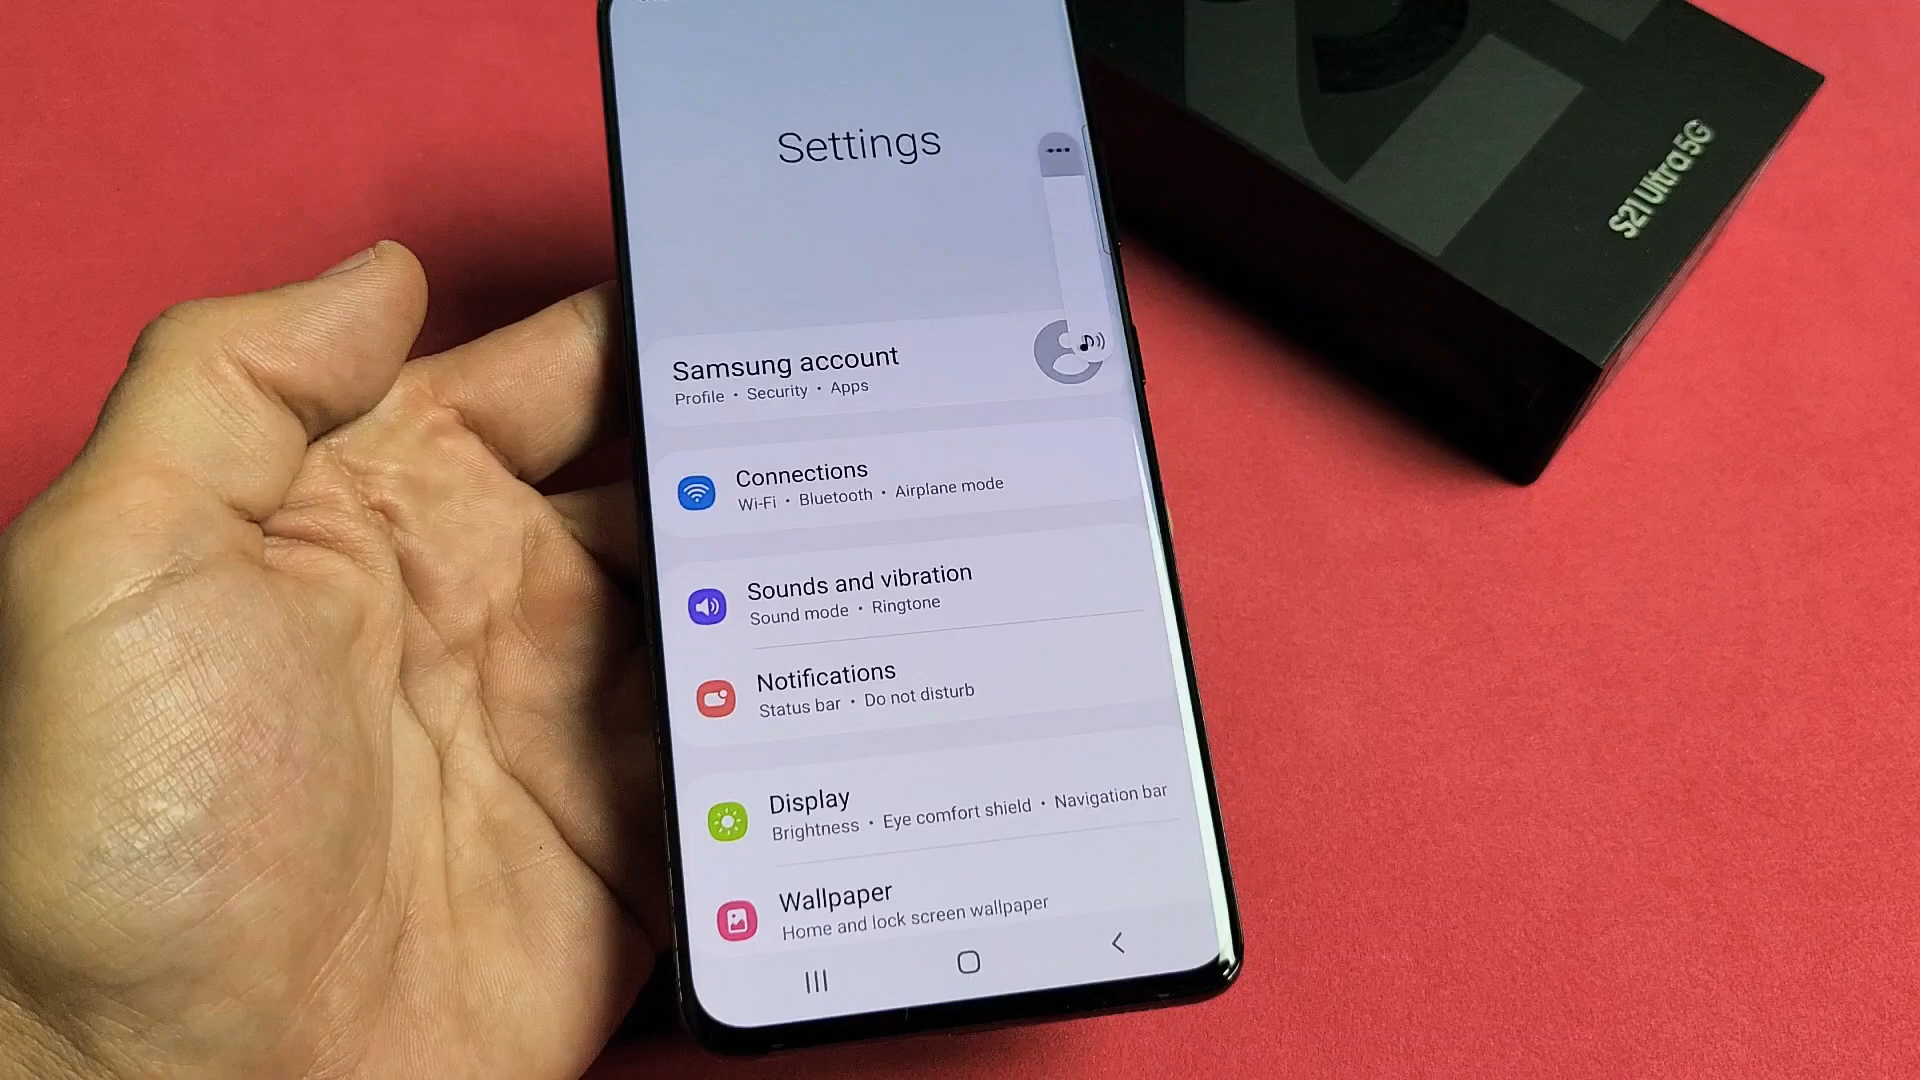 Settings
Samsung account
Profile • Security • Apps
Connections
Wi-Fi • Bluetooth • Airplane mode
Sounds and vibration
Sound mode • Ringtone
Notifications
Status bar • Do not disturb
Display
Brightness • Eye comfort shield • Navigation bar
Wallpaper
Home and lock screen wallpaper
S21 Ultra 5G